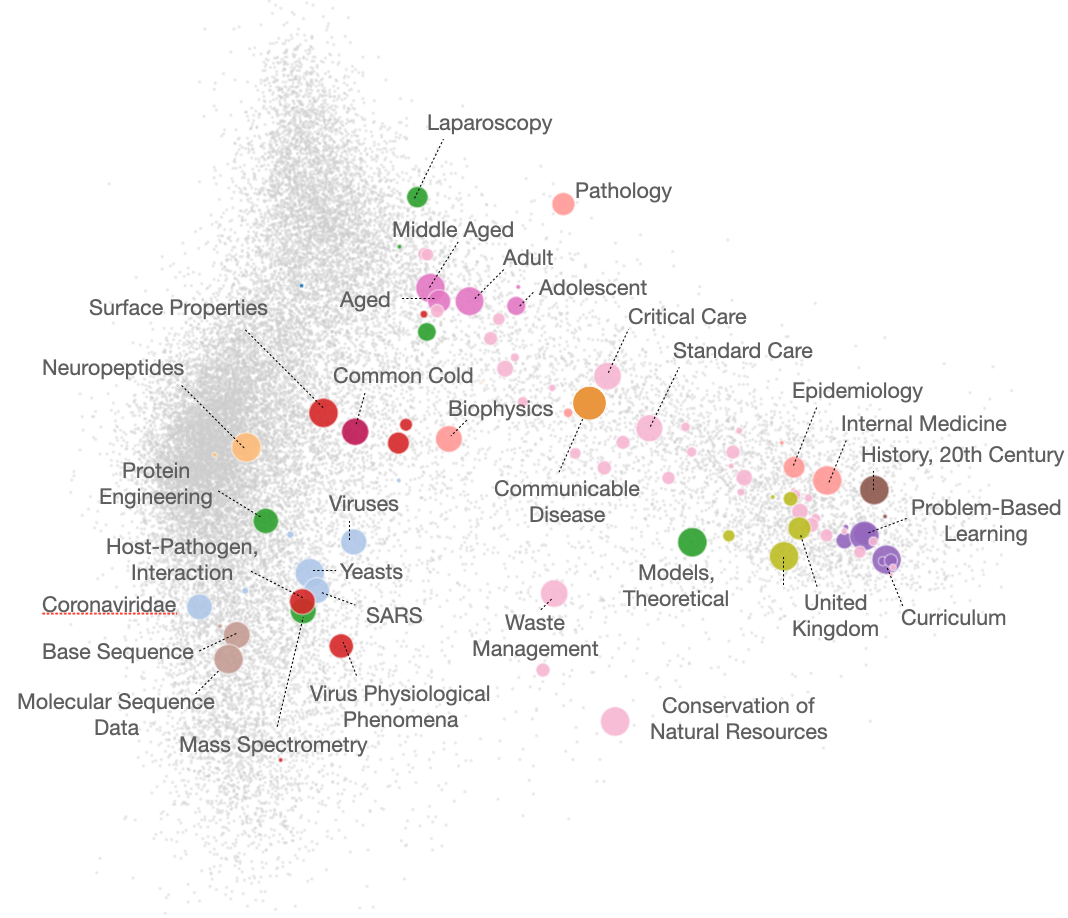 Laparoscopy
Pathology
Middle Aged
Adult
Aged
Adolescent
Surface Properties
Critical Care
Standard Care
Neuropeptides
Common Cold
Epidemiology
Biophysics
Internal Medicine
History, 20th Century
Protein
Engineering
Communicable
Disease
Viruses
Problem-Based
Learning
Host-Pathogen,
Interaction
Yeasts
Models,
Theoretical
Coronaviridae
SARS
United
Kingdom
Curriculum
Waste
Management
Base Sequence
Molecular Sequence
Data
Virus Physiological
Phenomena
Conservation of
Natural Resources
Mass Spectrometry